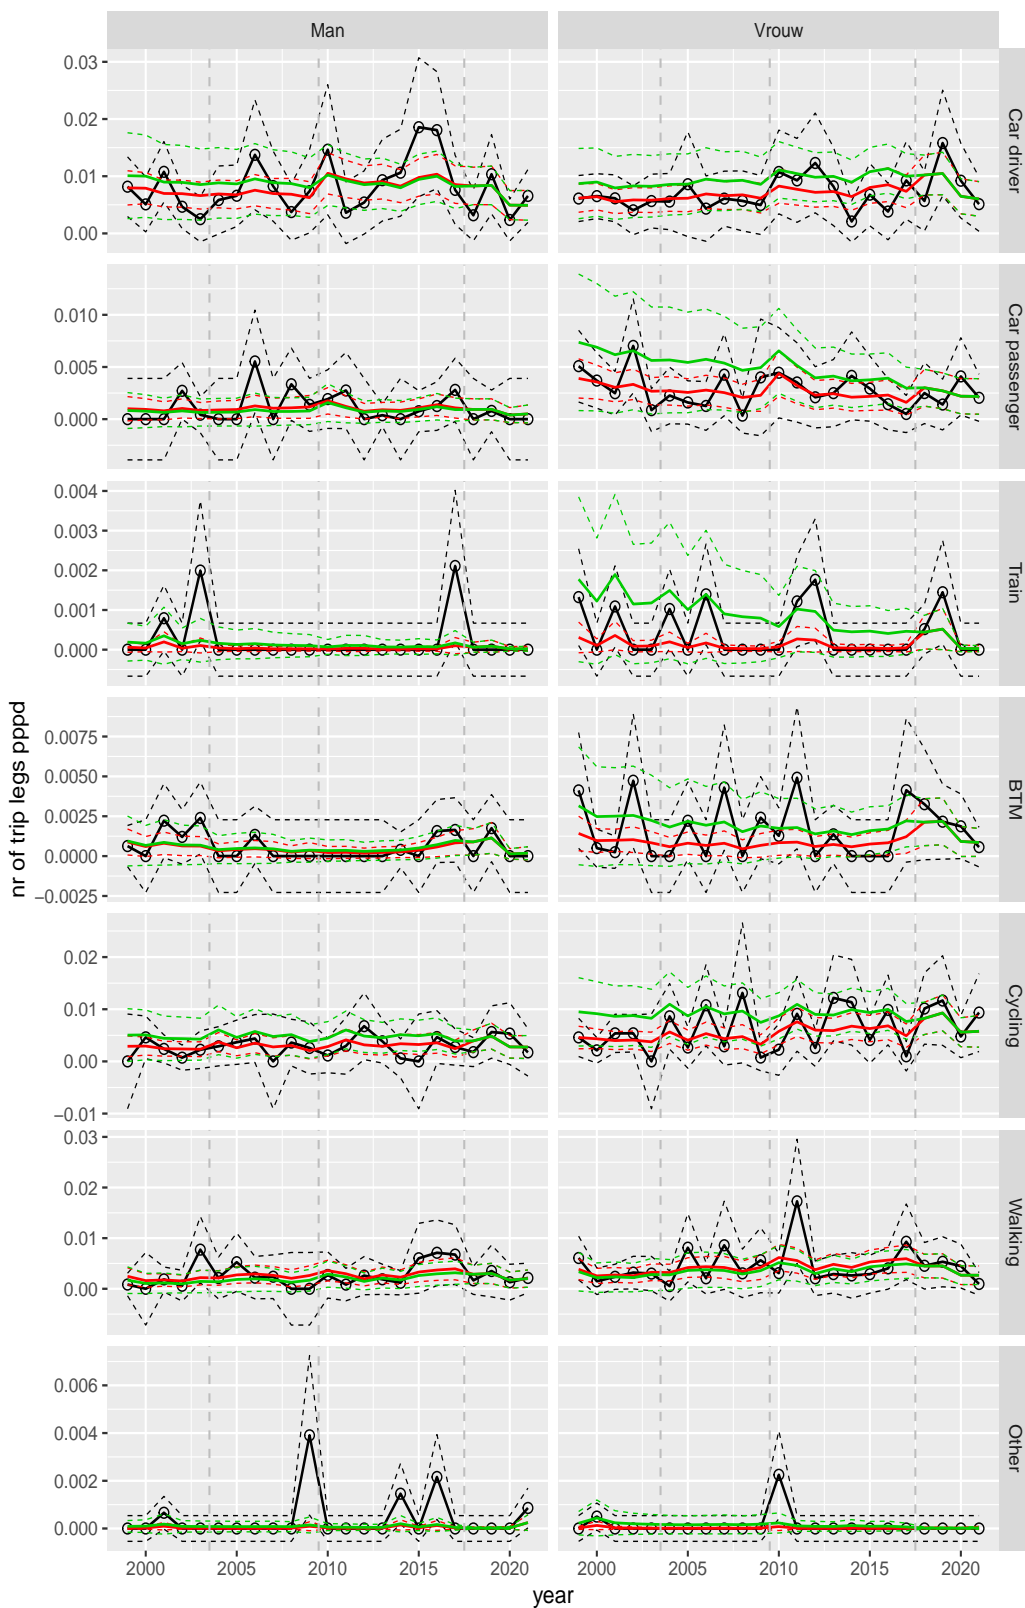 Man
Vrouw
0.03
0.02
0.01
0.00
Car driver
0.010
0.005
0.000
Car passenger
0.004
0.003
0.002
0.001
0.000
Train
0.0075
0.0050
0.0025
0.0000
−0.0025
BTM
0.02
0.01
0.00
−0.01
Cycling
0.03
0.02
0.01
0.00
Walking
0.006
0.004
0.002
0.000
Other
nr of trip legs pppd
2000 2005 2010 2015 2020 2000 2005 2010 2015 2020
year